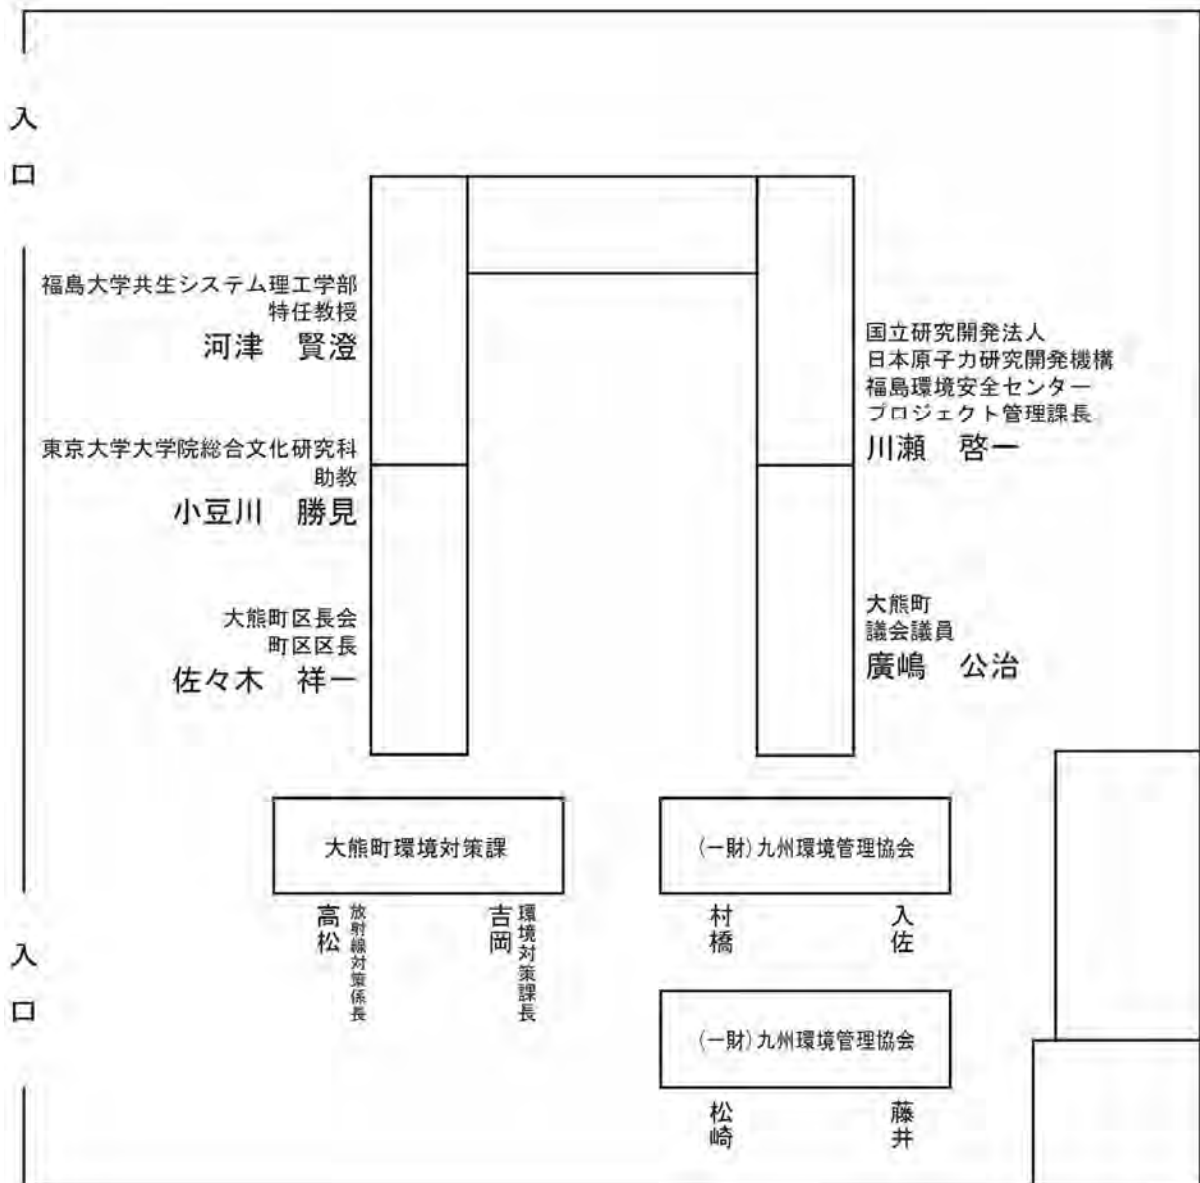 入口
福島大学共生システム理工学部
特任教授
河津　賢澄
東京大学大学院総合文化研究科
助教
小豆川　勝見
大熊町区長会
町区区長
佐々木　祥一
国立研究開発法人
日本原子力研究開発機構
福島環境安全センター
プロジェクト管理課長
川瀬　啓一
大熊町
議会議員
廣嶋　公治
大熊町環境対策課
高松
放射線対策係長
吉岡
環境対策課長
(一財)九州環境管理協会
村橋
入佐
入口
(一財)九州環境管理協会
松崎
藤井